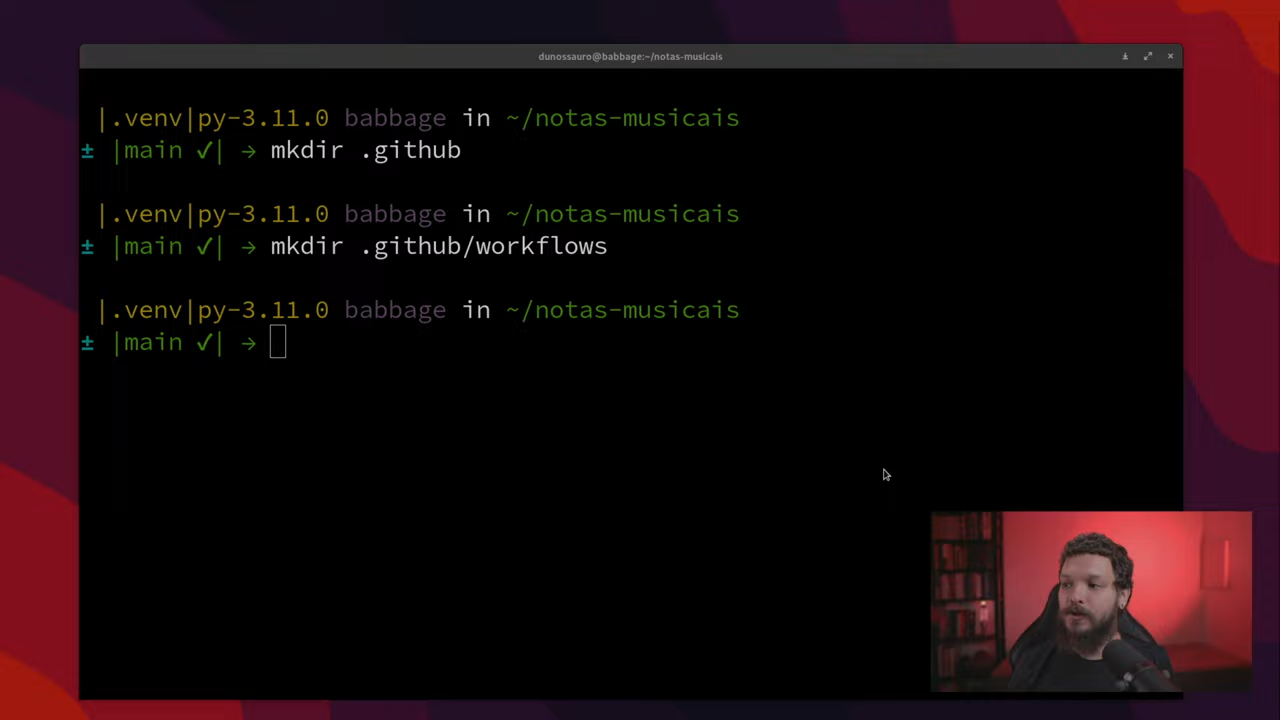 dunossauro@babbage:~/notas-musicais
|.venv|py-3.11.0 babbage in ~/notas-musicais
± |main ✓| → mkdir .github
|.venv|py-3.11.0 babbage in ~/notas-musicais
± |main ✓| → mkdir .github/workflows
|.venv|py-3.11.0 babbage in ~/notas-musicais
± |main ✓| →